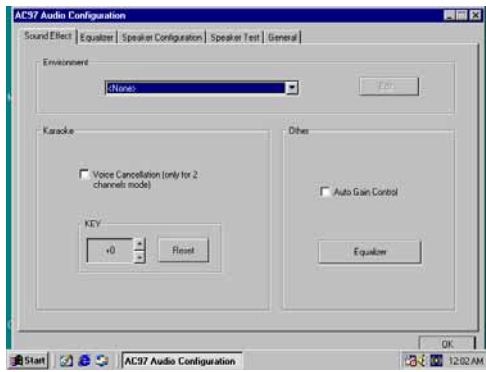 AC97 Audio Configuration
Sound Effect Equalizer Speaker Configuration Speaker Test General
Environment
<None>
Edit
Karaoke
Other
Voice Cancellation (only for 2
channels mode)
Auto Gain Control
KEY
+0
Reset
Equalizer
OK
Start
AC97 Audio Configuration
12:02 AM